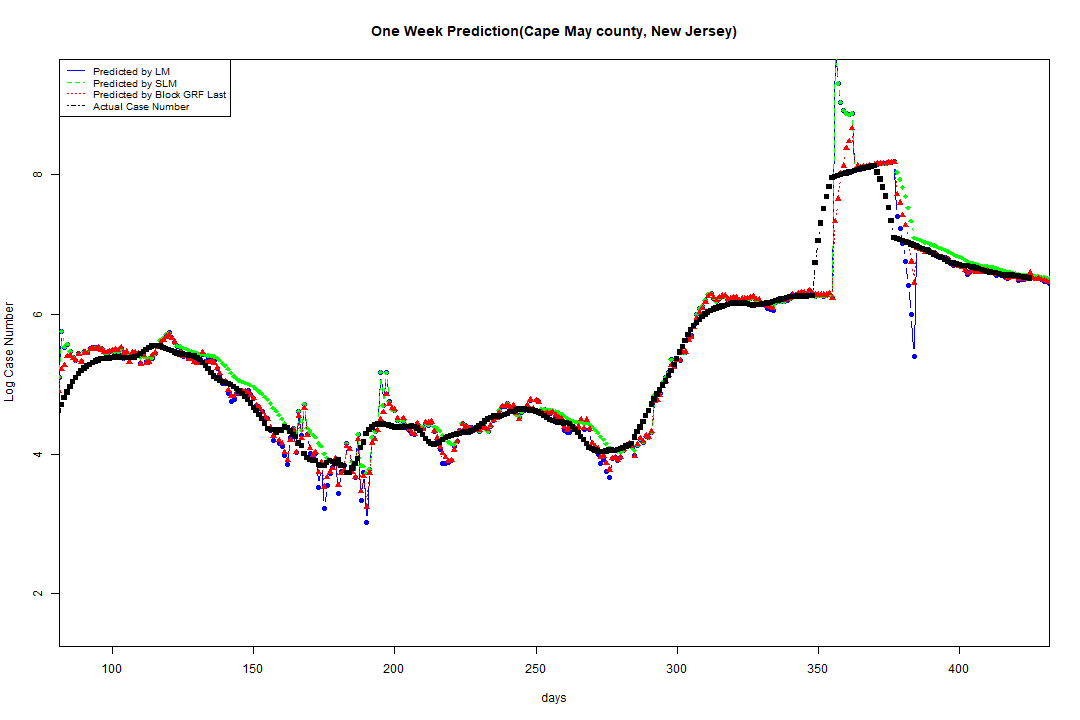 One Week Prediction(Cape May county, New Jersey)
Predicted by LM
Predicted by SLM
Predicted by Block GRF Last
Actual Case Number
8
6
4
2
Log Case Number
100 150 200 250 300 350 400
days